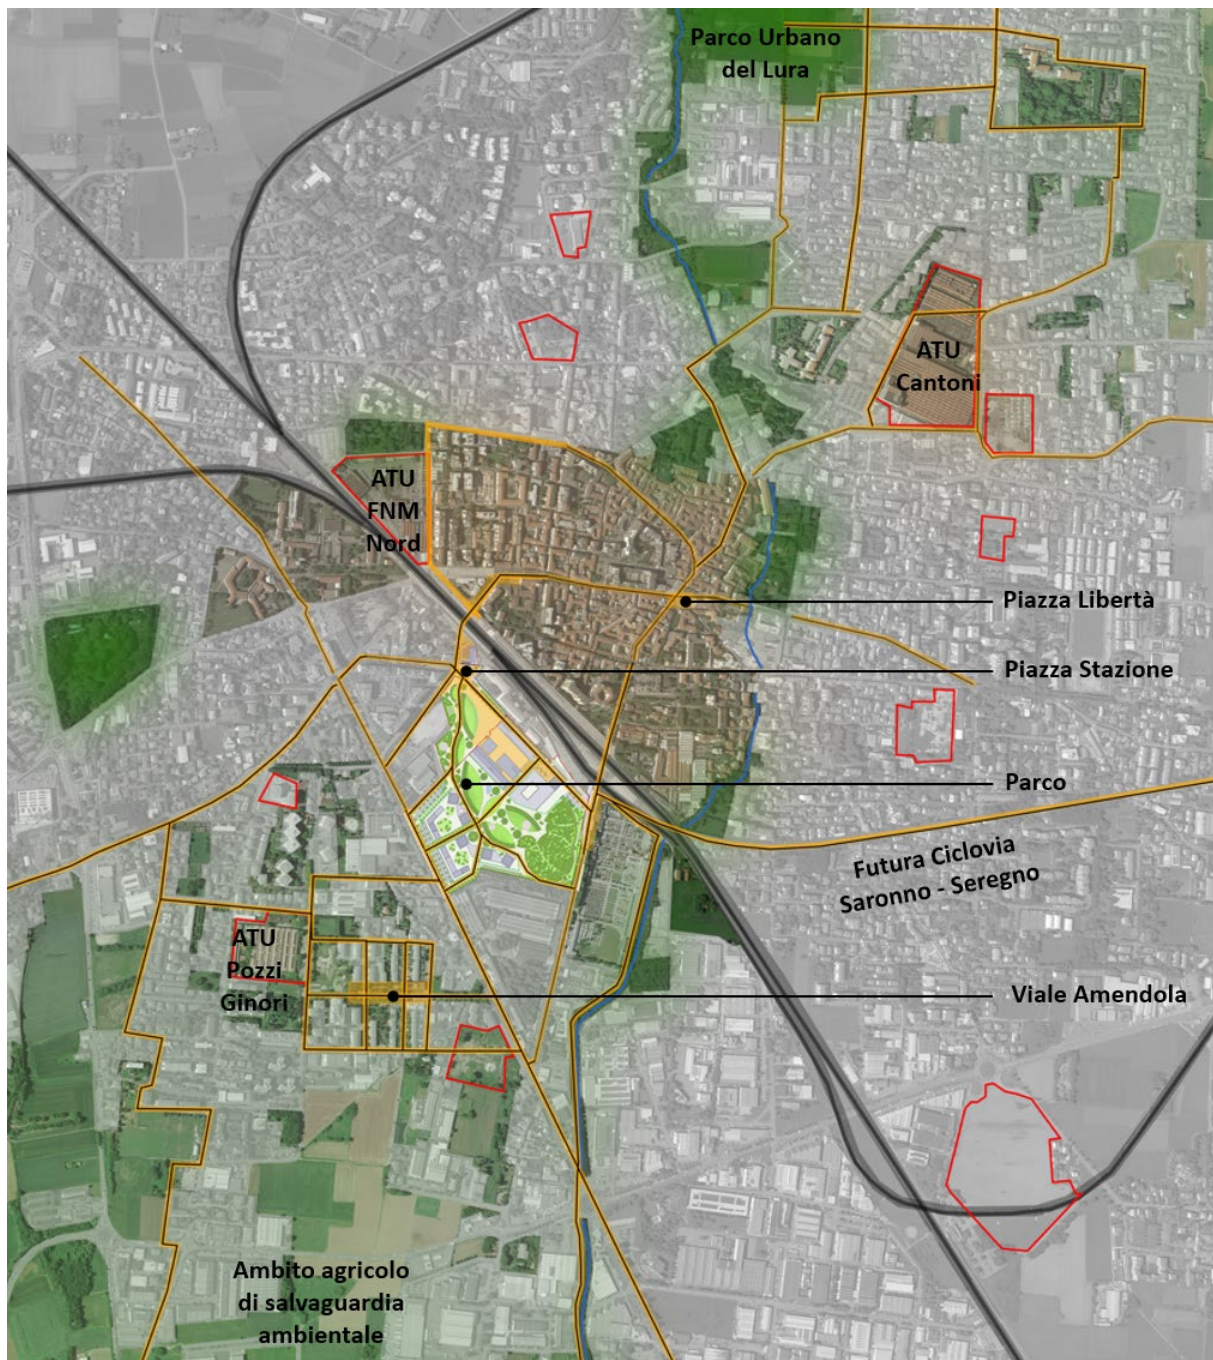 Parco Urbano
del Lura
ATU
Cantoni
ATU
FNM
Nord
Piazza Libertà
Piazza Stazione
Parco
Futura Ciclovia
Saronno - Seregno
ATU
Pozzi
Ginori
Viale Amendola
Ambito agricolo
di salvaguardia
ambientale